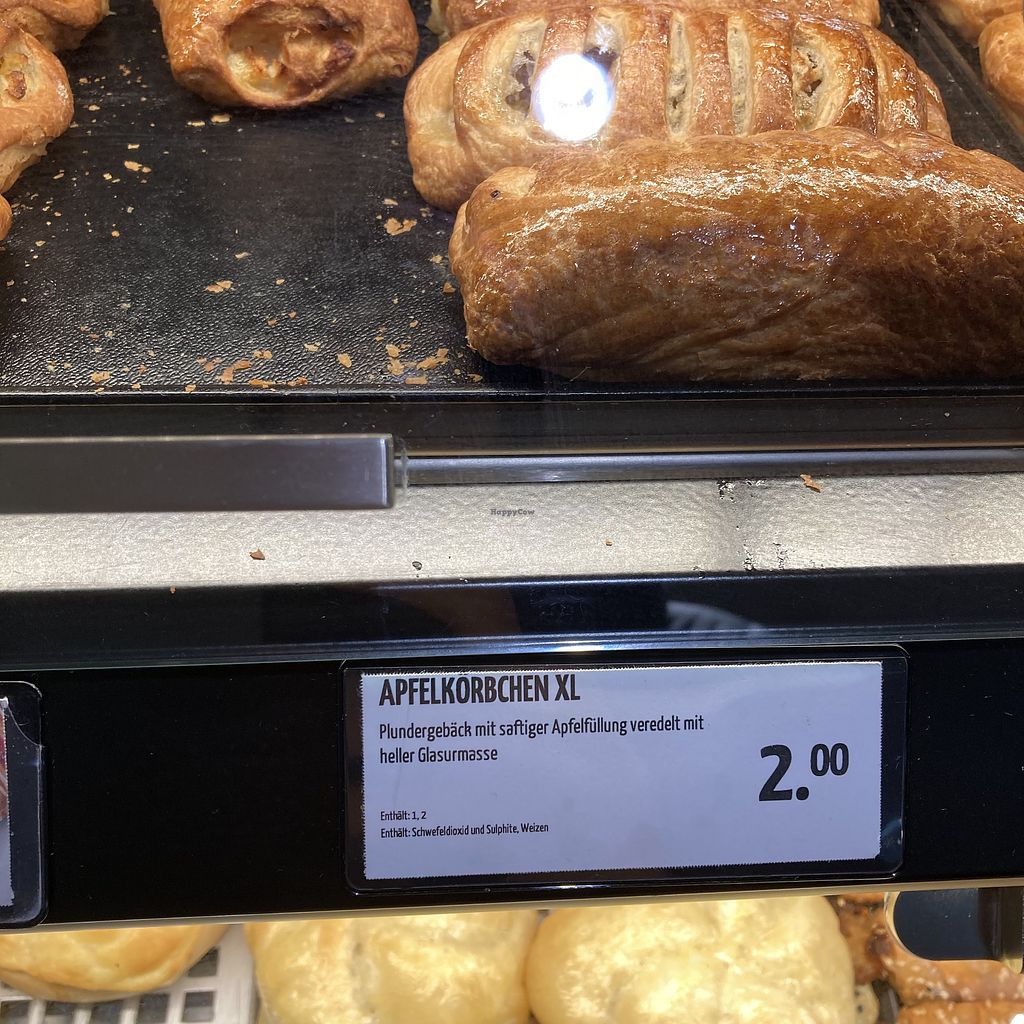 HappyCow
APFELKÖRBCHEN XL
Plundergebäck mit saftiger Apfelfüllung veredelt mit
heller Glasurmasse
2.00
Enthält: 1, 2
Enthält: Schwefeldioxid und Sulphite, Weizen